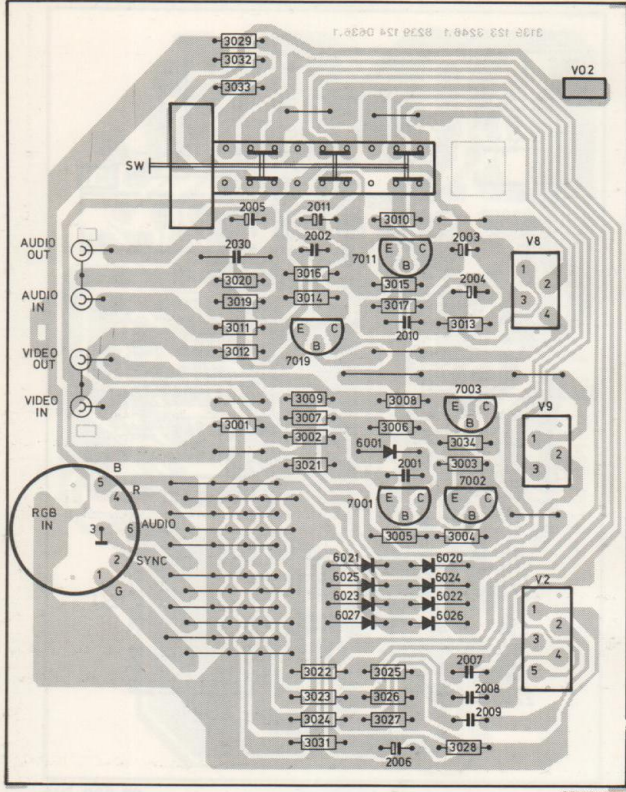 3135 123 3246.1 8239 124 0636.1
3029
3032
3033
V02
SW
2005
2011
3010
2030
2002
E C
B
7011
2003
V8
AUDIO
OUT
3016
3020
3015
2004
1
2
3
4
AUDIO
IN
3019
3014
3017
2010
3013
3011
E C
B
7019
VIDEO
OUT
3012
VIDEO
IN
3009
3008
7003
E C
B
V9
1
2
3
3001
3007
3006
3002
6001
3034
3021
2001
3003
7002
B
5
4
R
RGB
IN
3
6
AUDIO
2
SYNC
1
G
7001
E C
B
E C
B
3005
3004
6021
6020
6025
6024
6023
6022
6027
6026
V2
1
2
3
4
5
3022
3025
2007
3023
3026
2008
3024
3027
2009
3031
2006
3028